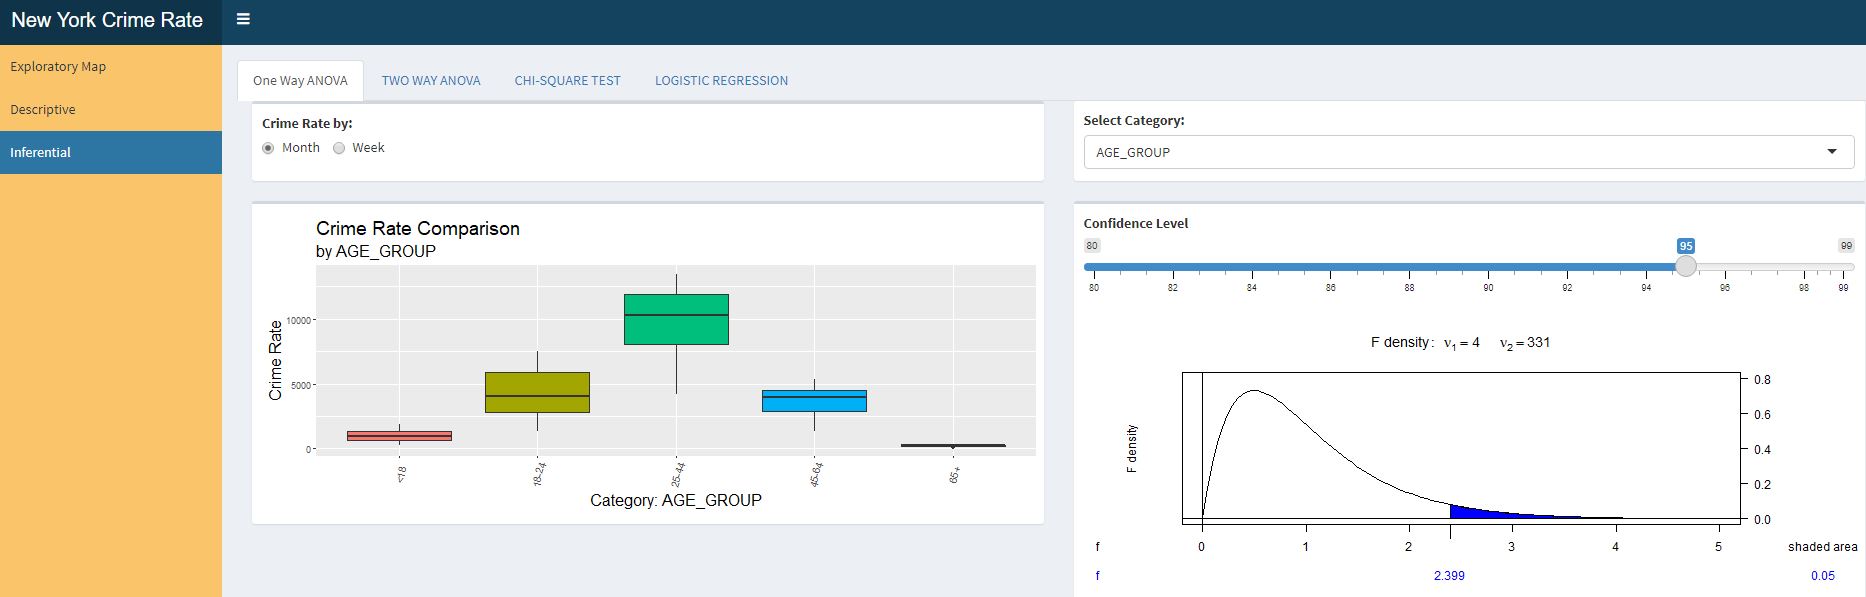 New York Crime Rate
Exploratory Map
Descriptive
Inferential
One Way ANOVA TWO WAY ANOVA CHI-SQUARE TEST LOGISTIC REGRESSION
Crime Rate by:
Month Week
Select Category:
AGE_GROUP
Crime Rate Comparison
by AGE_GROUP
Crime Rate
10000
5000
0
<18 18-24 25-44 45-64 65+
Category: AGE_GROUP
Confidence Level
80 95 99
80 82 84 86 88 90 92 94 96 98 99
F density: v1 = 4 v2 = 331
F density
0.8
0.6
0.4
0.2
0.0
f 0 1 2 3 4 5 shaded area
f 2.399 0.05